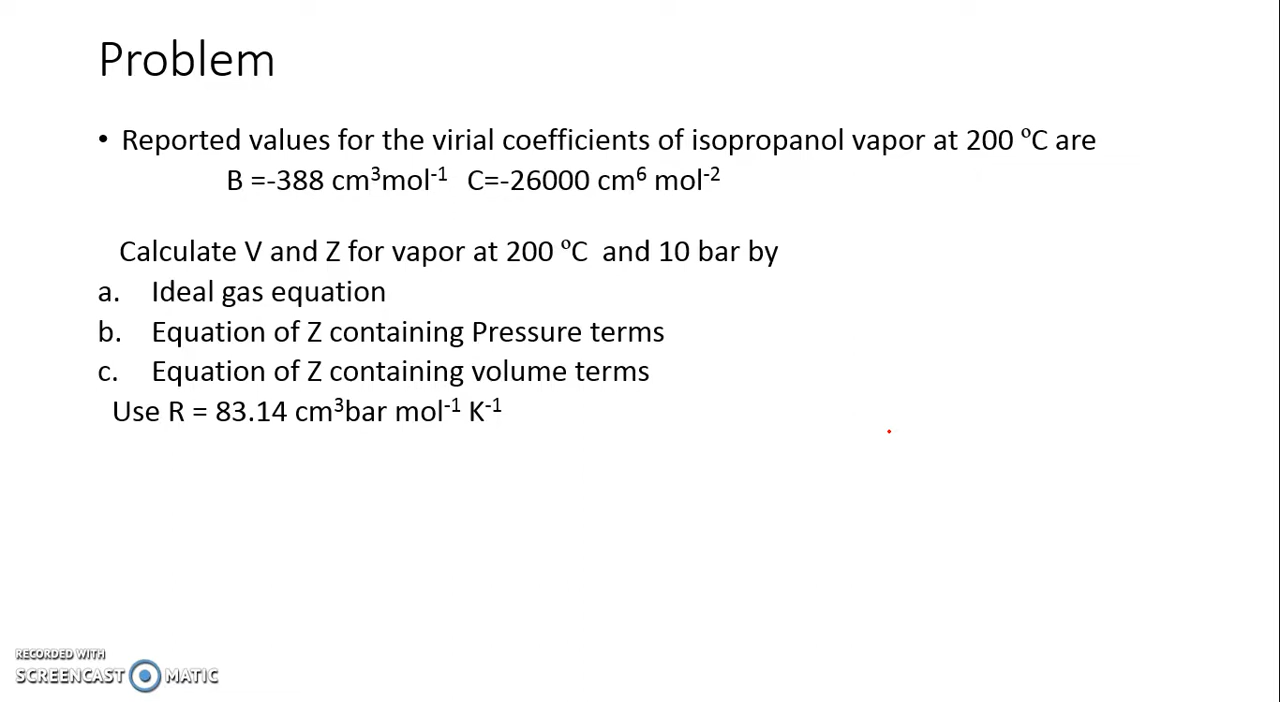 Problem
• Reported values for the virial coefficients of isopropanol vapor at 200 ⁰C are
B =-388 cm³mol⁻¹ C=-26000 cm⁶ mol⁻²
Calculate V and Z for vapor at 200 ⁰C and 10 bar by
a. Ideal gas equation
b. Equation of Z containing Pressure terms
c. Equation of Z containing volume terms
Use R = 83.14 cm³bar mol⁻¹ K⁻¹
RECORDED WITH
SCREENCAST MATIC